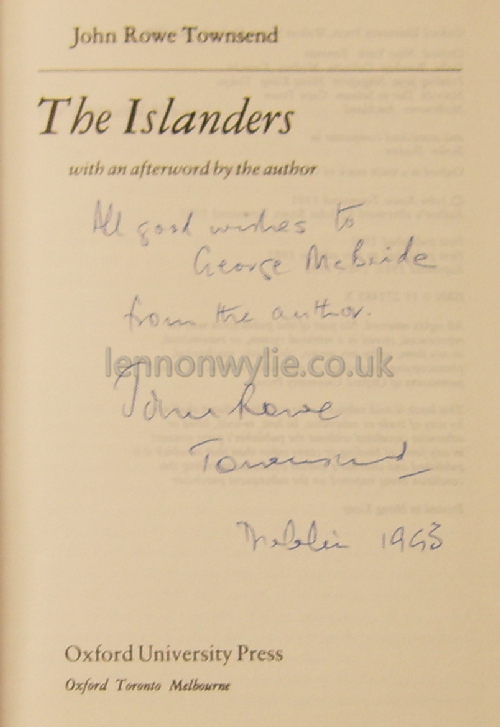 John Rowe Townsend
The Islanders
with an afterword by the author
All good wishes to
George McBride
from the author.
lennonwylie.co.uk
John Rowe
Townsend
Dublin 1993
Oxford University Press
Oxford Toronto Melbourne